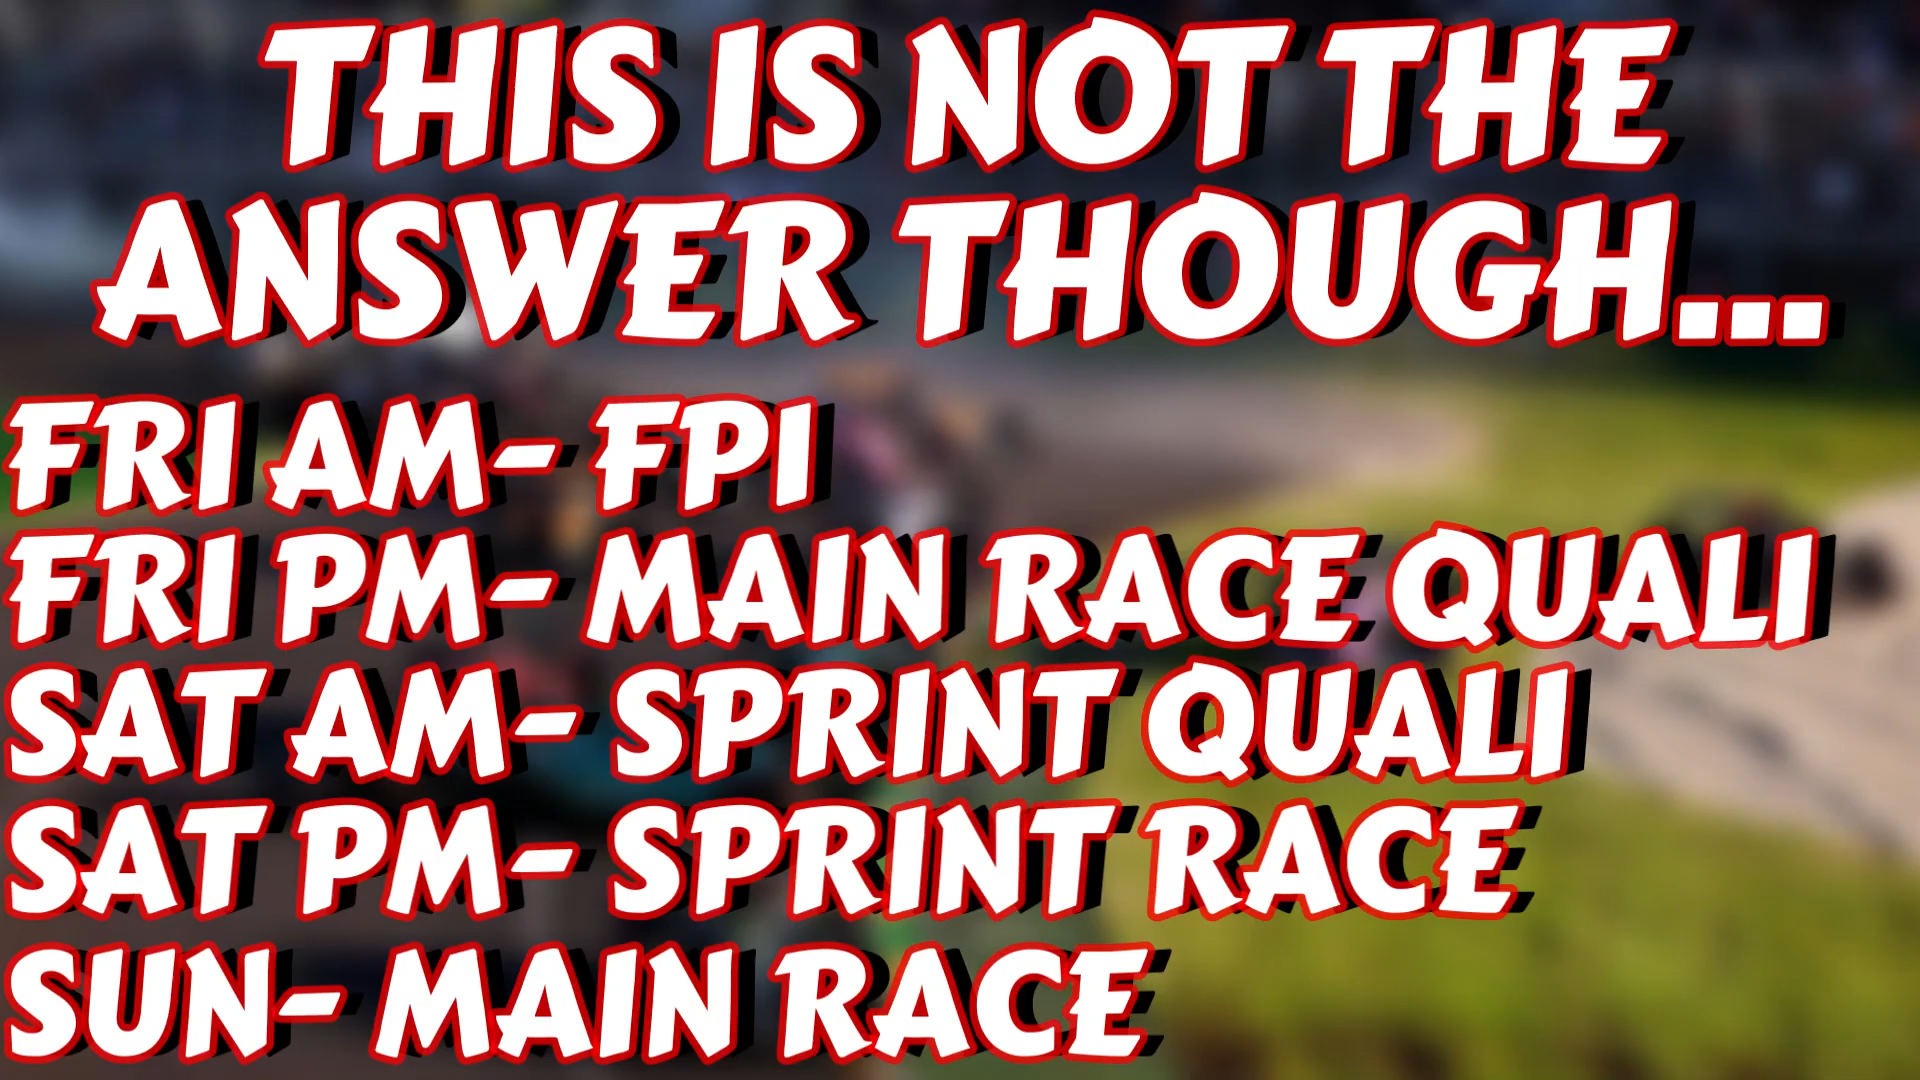 THIS IS NOT THE
ANSWER THOUGH...
FRI AM- FP1
FRI PM- MAIN RACE QUALI
SAT AM- SPRINT QUALI
SAT PM- SPRINT RACE
SUN- MAIN RACE